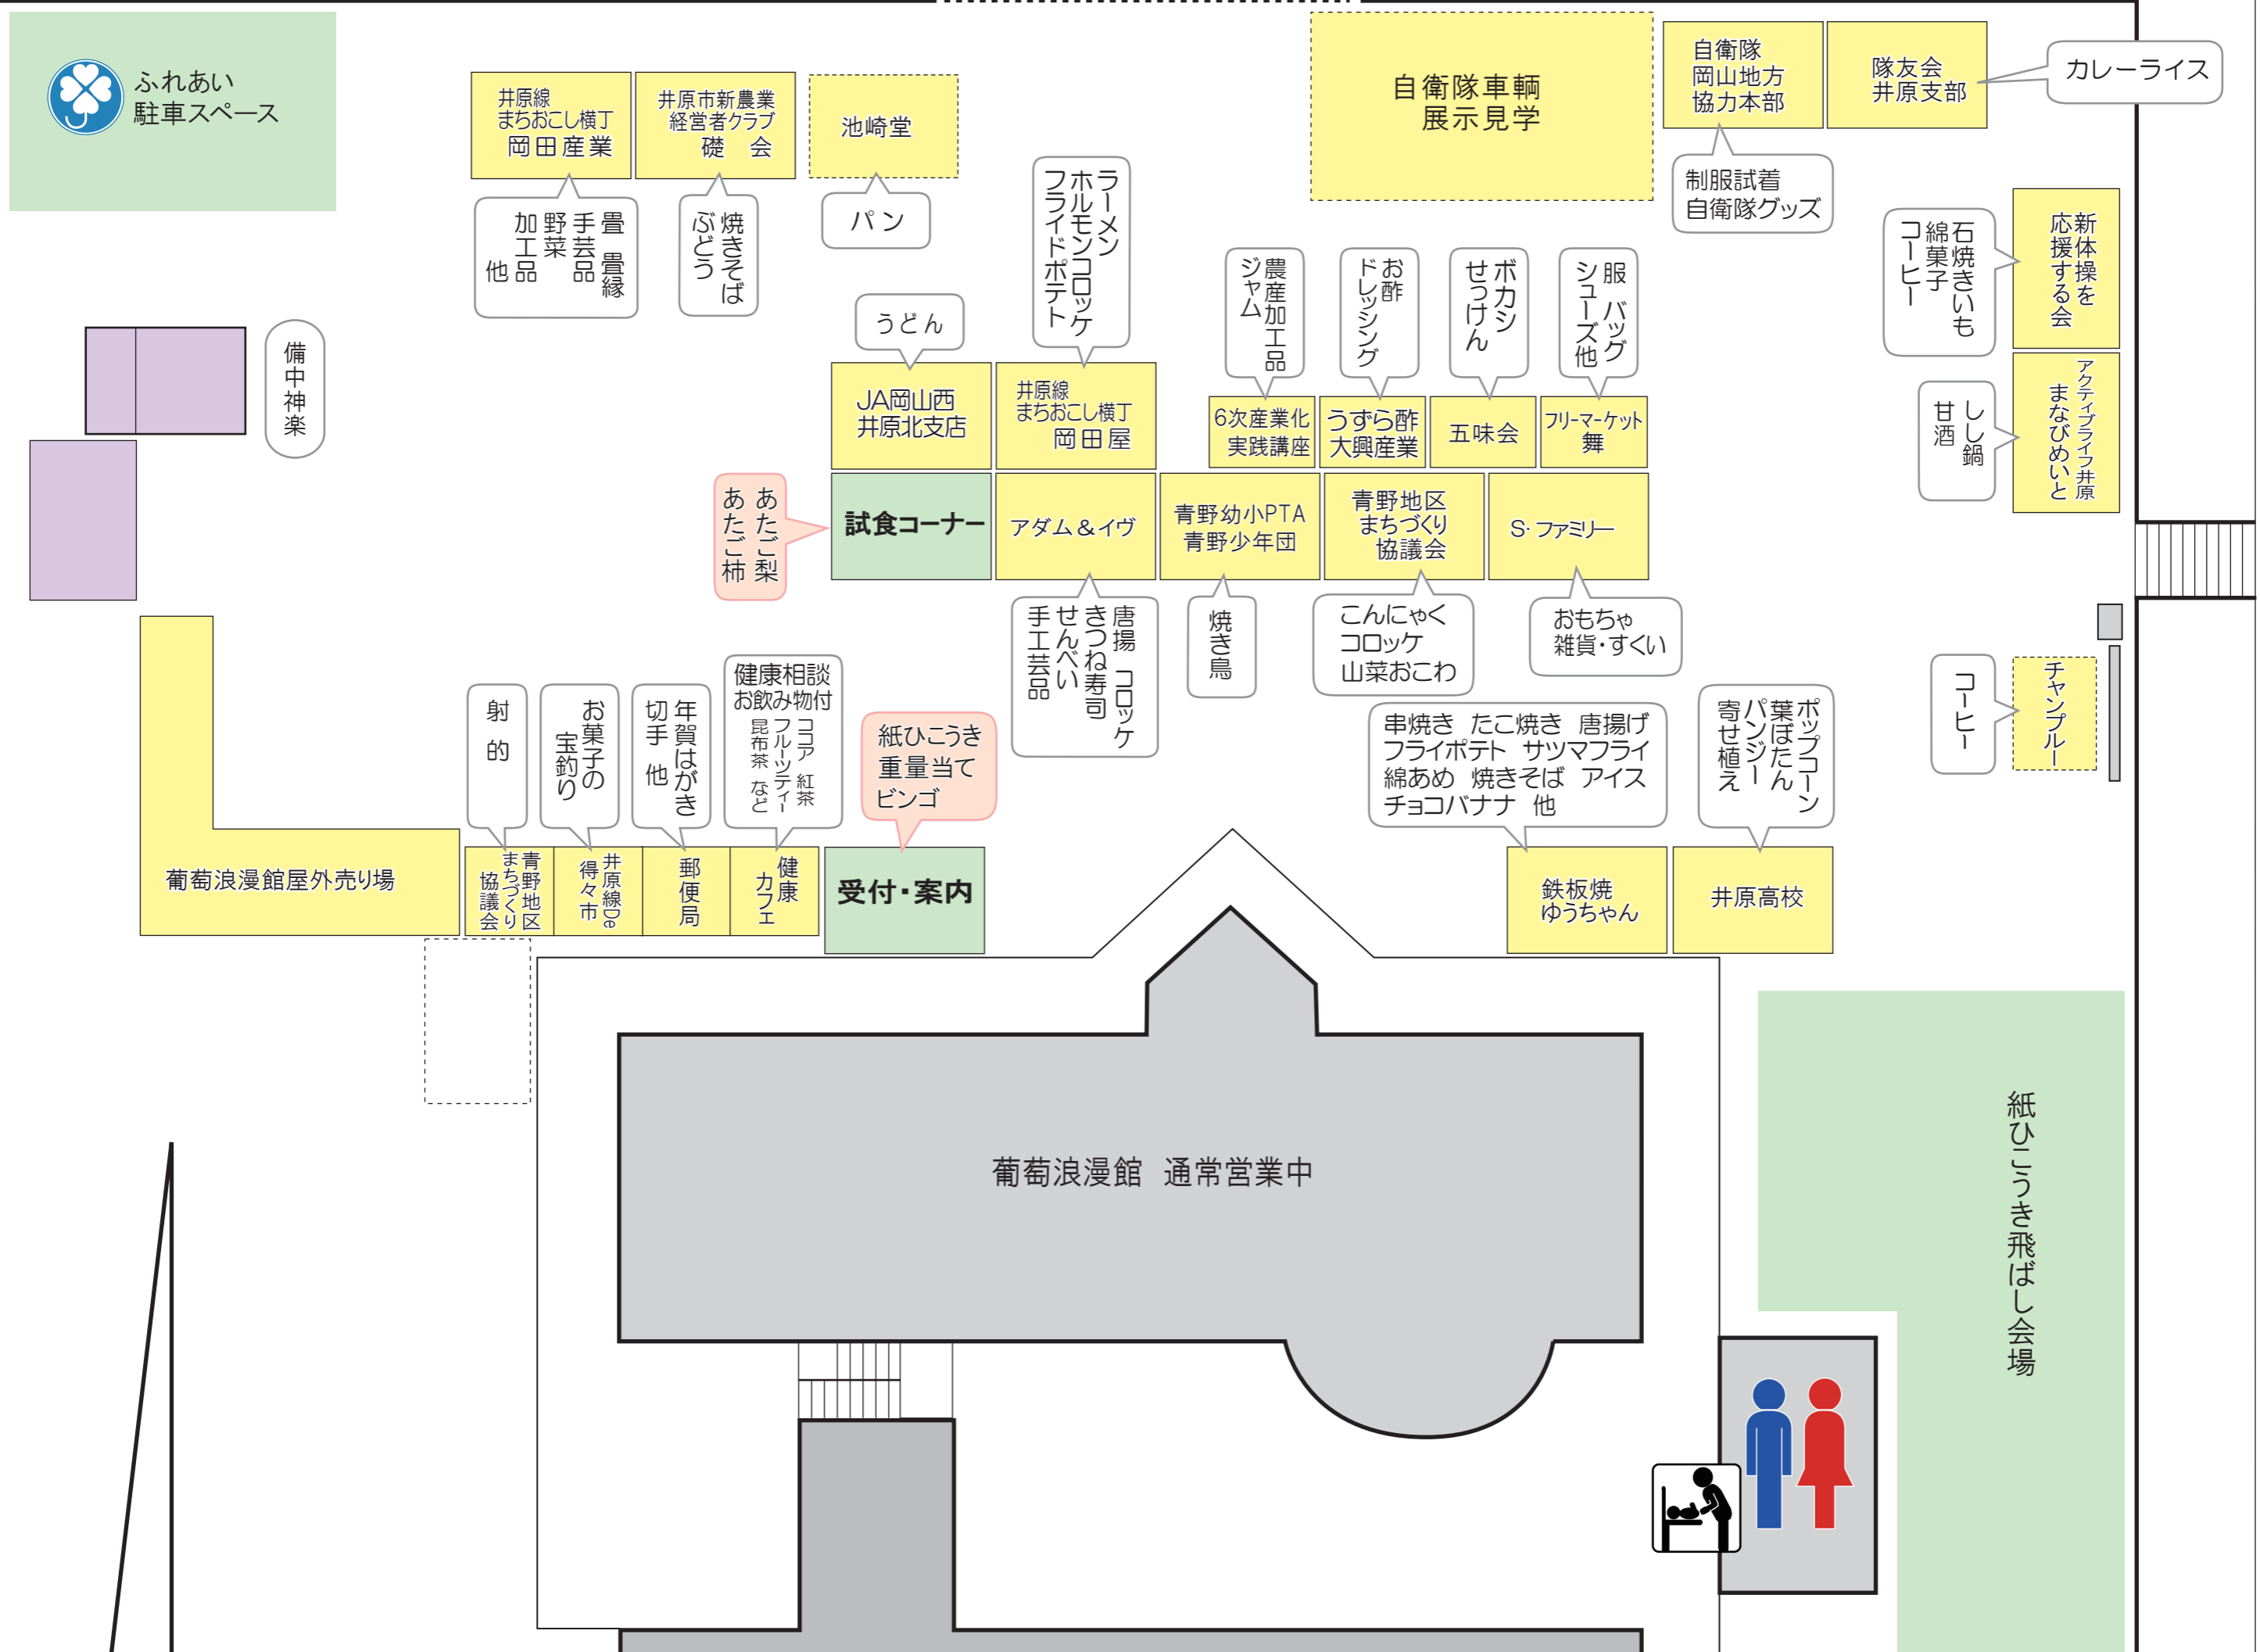 ふれあい
駐車スペース
井原線
まちおこし横丁
岡田産業
畳 畳縁
手芸品
野菜
加工品
他
井原市新農業
経営者クラブ
礎 会
焼きそば
ぶどう
池崎堂
パン
自衛隊車輌
展示見学
自衛隊
岡山地方
協力本部
制服試着
自衛隊グッズ
隊友会
井原支部
カレーライス
新体操を
応援する会
石焼きいも
綿菓子
コーヒー
アクティブライフ井原
まなびめいと
しし鍋
甘酒
備中神楽
うどん
JA岡山西
井原北支店
ラーメン
ホルモンコロッケ
フライドポテト
井原線
まちおこし横丁
岡田屋
農産加工品
ジャム
6次産業化
実践講座
お酢
ドレッシング
うずら酢
大興産業
ボカシ
せっけん
五味会
服 バッグ
シューズ他
フリーマーケット
舞
あたご梨
あたご柿
試食コーナー
アダム&イヴ
唐揚 コロッケ
きつね寿司
せんべい
手工芸品
青野幼小PTA
青野少年団
焼き鳥
青野地区
まちづくり
協議会
こんにゃく
コロッケ
山菜おこわ
S・ファミリー
おもちゃ
雑貨・すくい
チャンプルー
コーヒー
葡萄浪漫館屋外売り場
射 的
青野地区
まちづくり
協議会
お菓子の
宝釣り
井原線De
得々市
年賀はがき
切手 他
郵便局
健康相談
お飲み物付
ココア 紅茶
フルーツティー
昆布茶 など
健康
カフェ
紙ひこうき
重量当て
ビンゴ
受付・案内
串焼き たこ焼き 唐揚げ
フライポテト サツマフライ
綿あめ 焼きそば アイス
チョコバナナ 他
鉄板焼
ゆうちゃん
ポップコーン
葉ぼたん
パンジー
寄せ植え
井原高校
葡萄浪漫館 通常営業中
紙ひこうき飛ばし会場